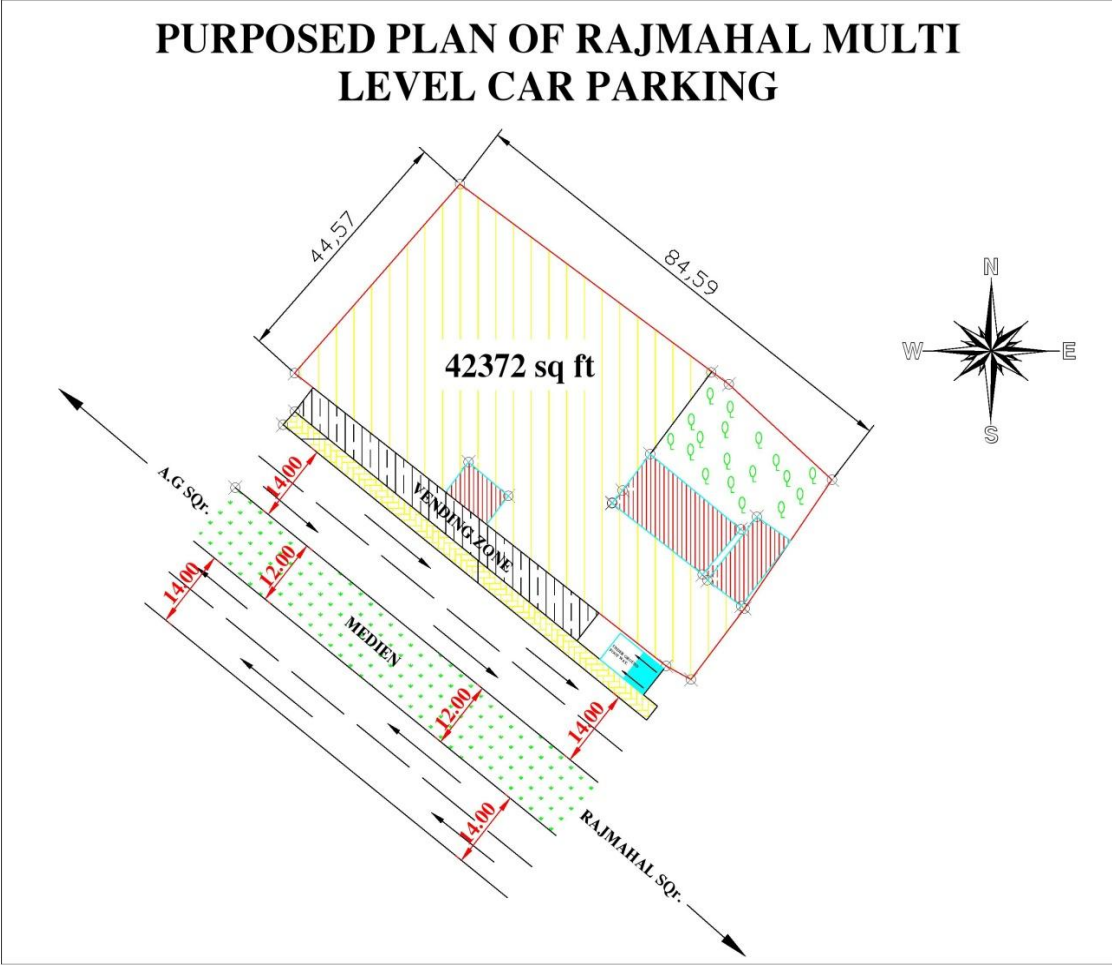 PURPOSED PLAN OF RAJMAHAL MULTI
LEVEL CAR PARKING
44,57
84,59
42372 sq ft
N
W
E
S
A.G SQr.
14.00
VENDING ZONE
12.00
14.00
MEDIEN
12.00
14.00
14.00
RAJMAHAL SQr.